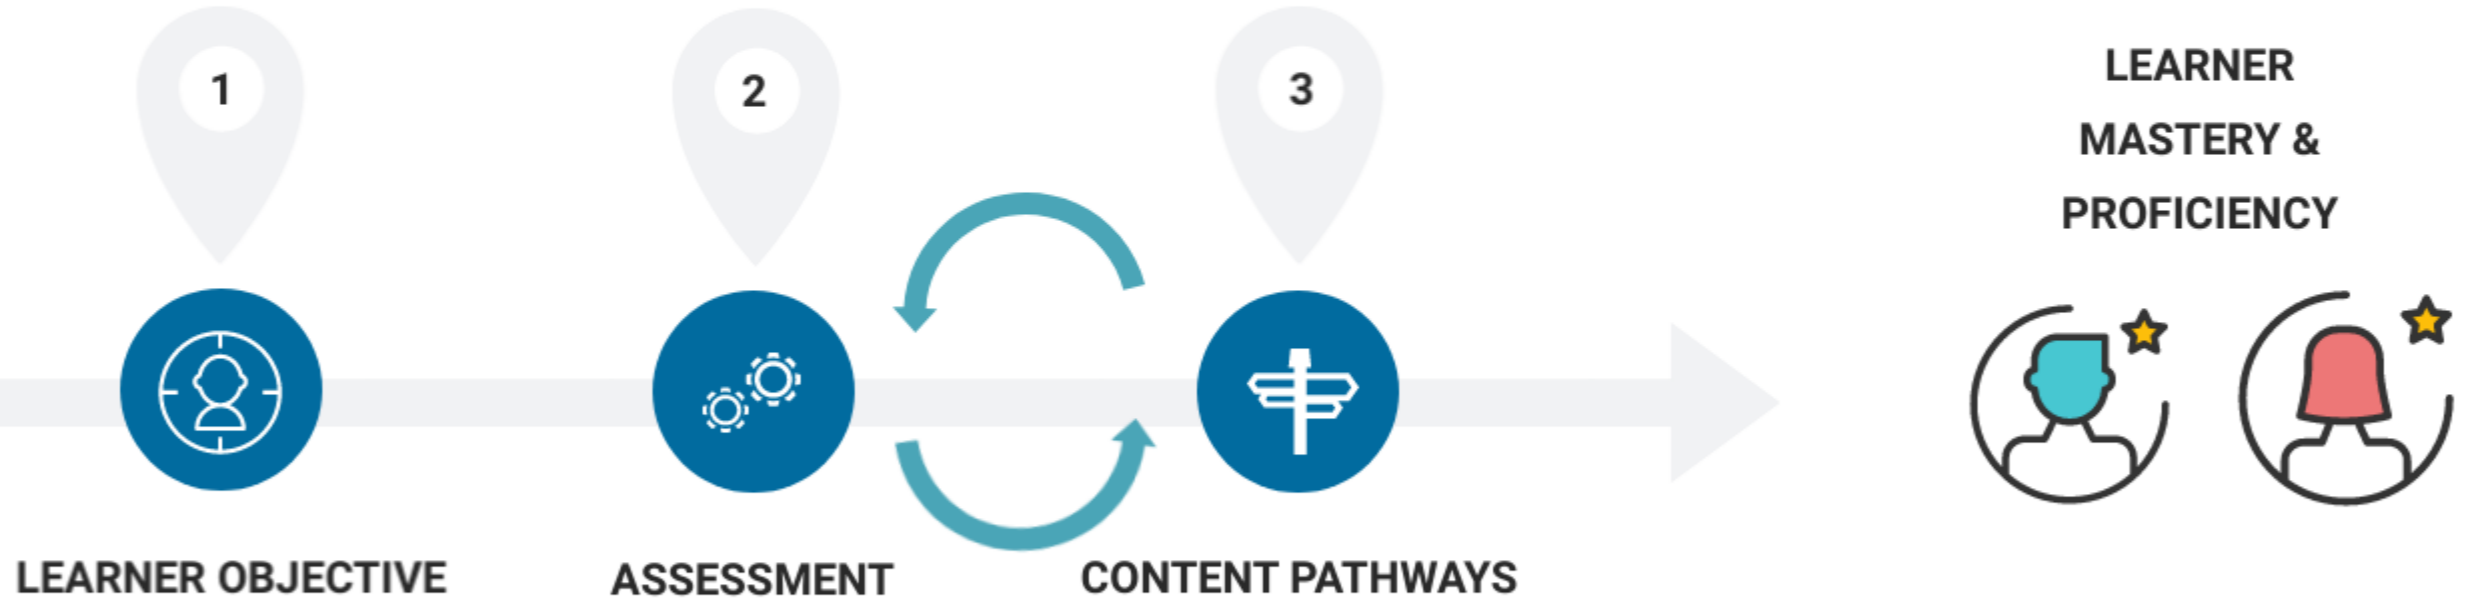 1
LEARNER OBJECTIVE
2
ASSESSMENT
3
CONTENT PATHWAYS
LEARNER
MASTERY &
PROFICIENCY